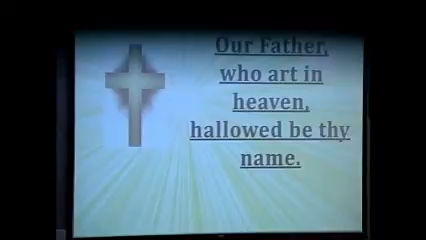 Our Father,
who art in
heaven,
hallowed be thy
name.